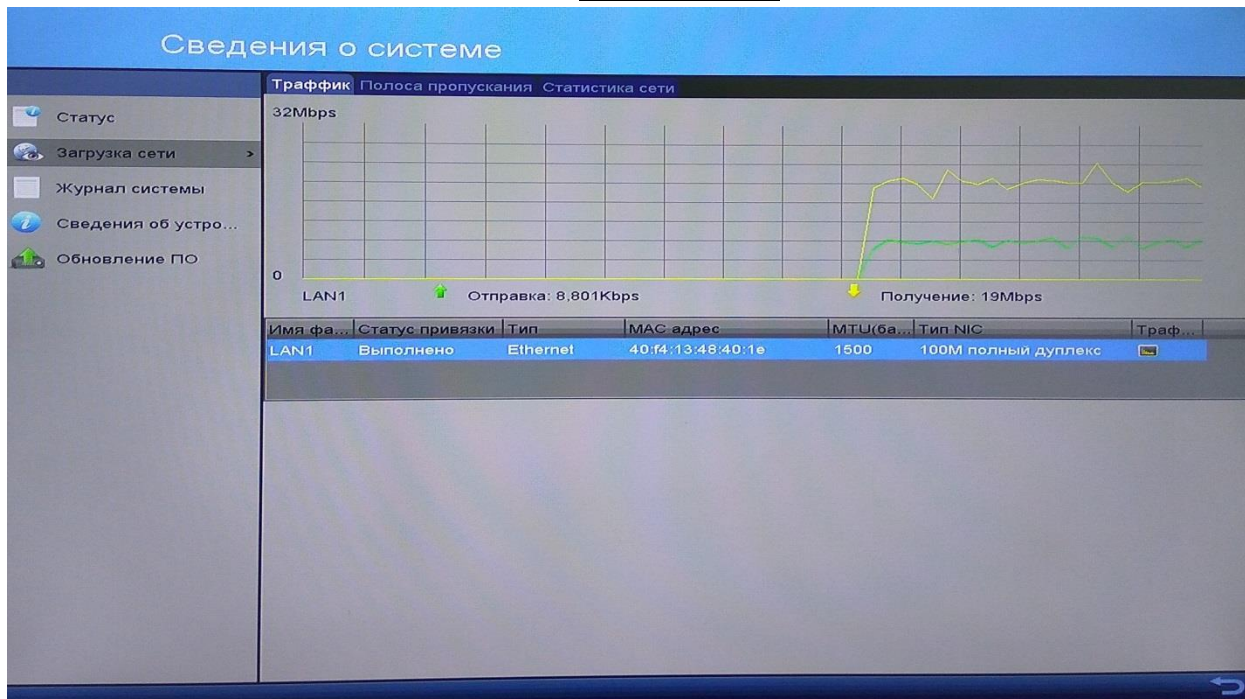 Сведения о системе
Траффик Полоса пропускания Статистика сети
Статус
Загрузка сети >
Журнал системы
Сведения об устро...
Обновление ПО
32Mbps
0
LAN1 Отправка: 8,801Kbps Получение: 19Mbps
Имя фа... Статус привязки Тип MAC адрес MTU(ба... Тип NIC Траф...
LAN1 Выполнено Ethernet 40:f4:13:48:40:1e 1500 100M полный дуплекс